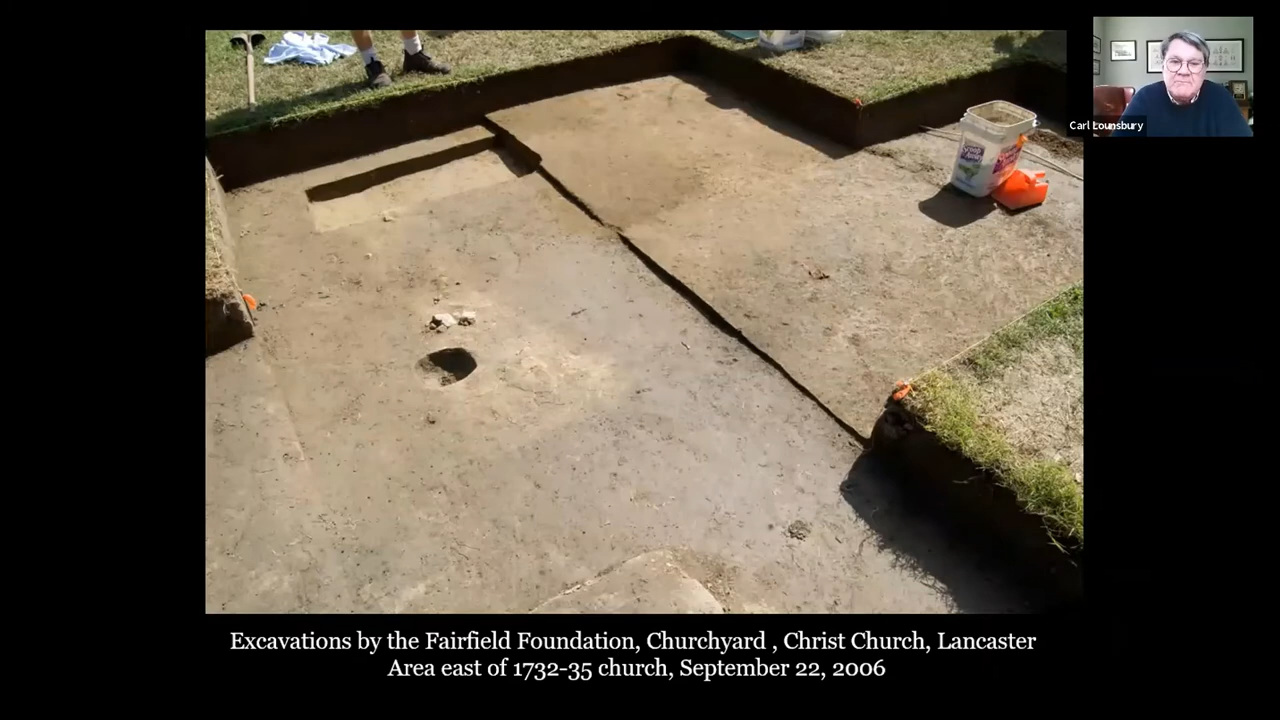 Carl Lounsbury
Excavations by the Fairfield Foundation, Churchyard , Christ Church, Lancaster
Area east of 1732-35 church, September 22, 2006